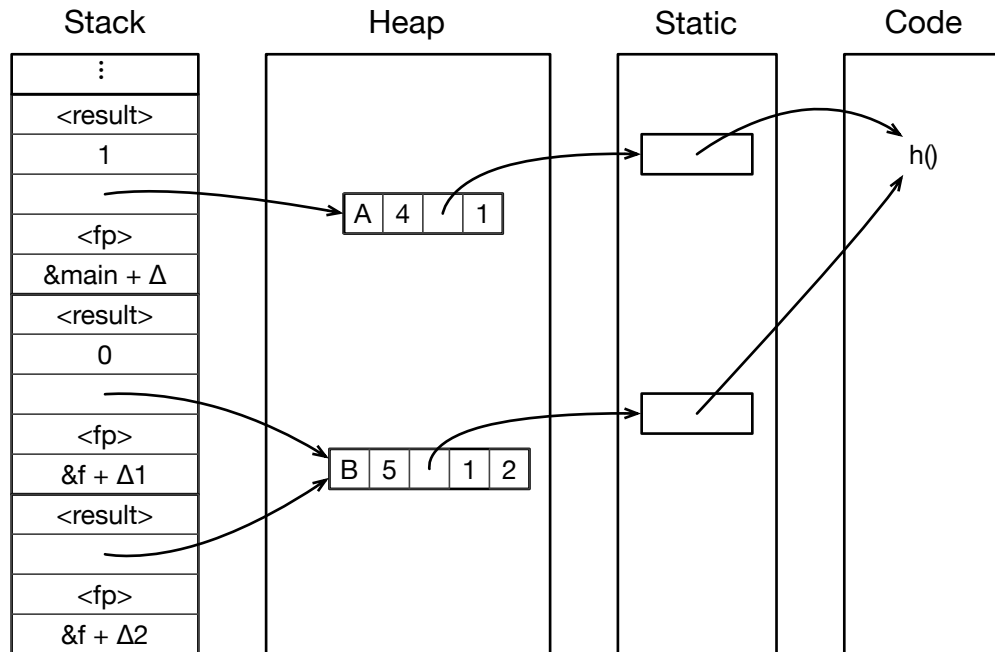 Stack Heap Static Code
⋮
<result>
1
A 4 1
h()
<fp>
&main + Δ
<result>
0
<fp>
B 5 1 2
&f + Δ1
<result>
<fp>
&f + Δ2